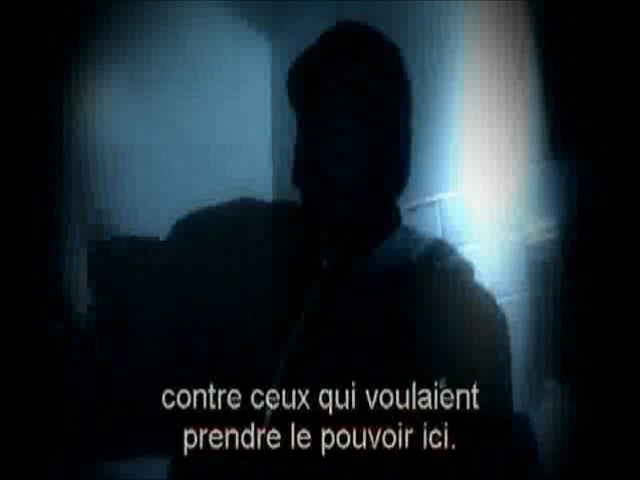 contre ceux qui voulaient
prendre le pouvoir ici.